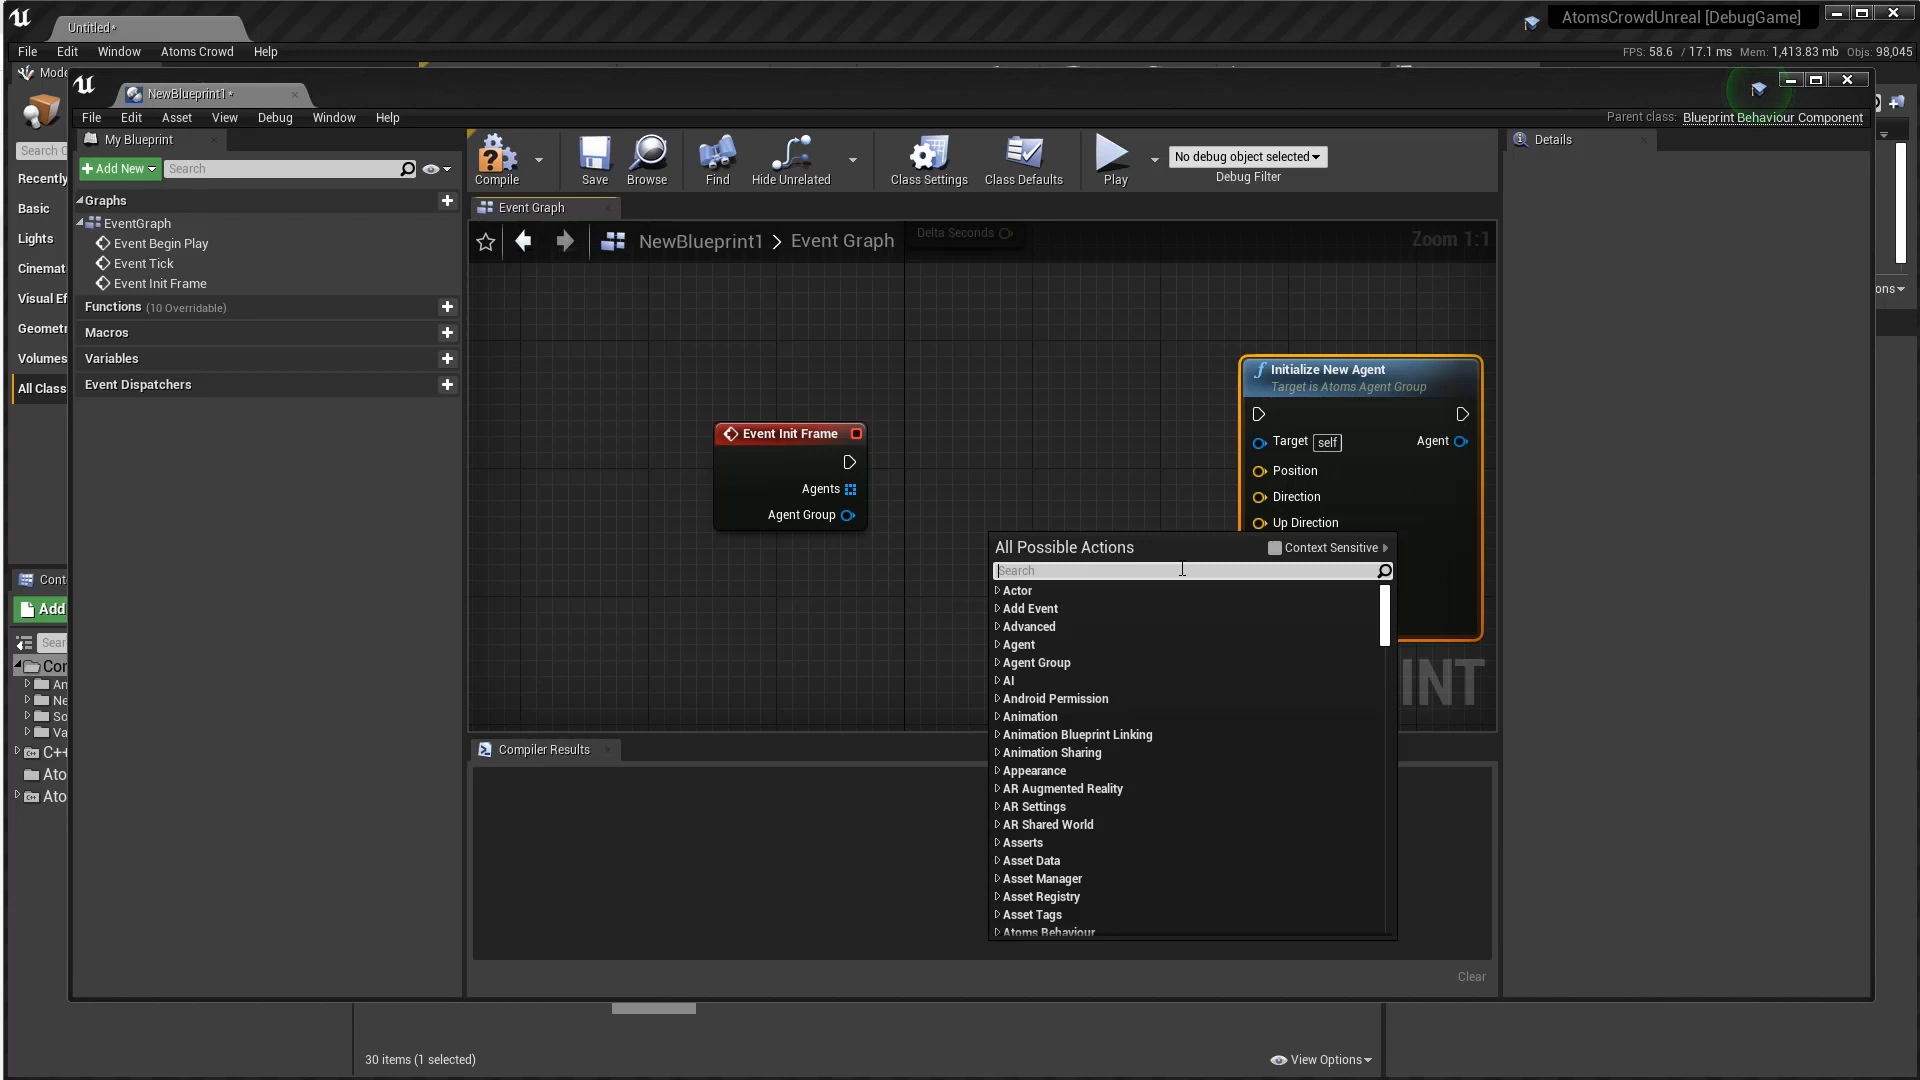 Untitled*
AtomsCrowdUnreal [DebugGame]
File Edit Window Atoms Crowd Help
FPS: 58.6 / 17.1 ms Mem: 1,413.83 mb Objs: 98,045
Mode
NewBlueprint1*
File Edit Asset View Debug Window Help
Parent class: Blueprint Behaviour Component
My Blueprint
Details
Search C
Add New
Search
Compile
Save
Browse
Find
Hide Unrelated
Class Settings
Class Defaults
Play
No debug object selected
Debug Filter
Recently
Basic
Lights
Cinemat
Visual Ef
Geometr
Volumes
All Class
Graphs
EventGraph
Event Begin Play
Event Tick
Event Init Frame
Functions (10 Overridable)
Macros
Variables
Event Dispatchers
Event Graph
NewBlueprint1 > Event Graph
Delta Seconds
Zoom 1:1
ons
Initialize New Agent
Target is Atoms Agent Group
Target self
Agent
Position
Direction
Up Direction
Event Init Frame
Agents
Agent Group
All Possible Actions
Context Sensitive
Search
Actor
Add Event
Advanced
Agent
Agent Group
AI
Android Permission
Animation
Animation Blueprint Linking
Animation Sharing
Appearance
AR Augmented Reality
AR Settings
AR Shared World
Asserts
Asset Data
Asset Manager
Asset Registry
Asset Tags
Atoms Behaviour
INT
Compiler Results
Clear
Cont
Add
Sear
Con
An
Ne
So
Va
C++
Ato
Ato
30 items (1 selected)
View Options